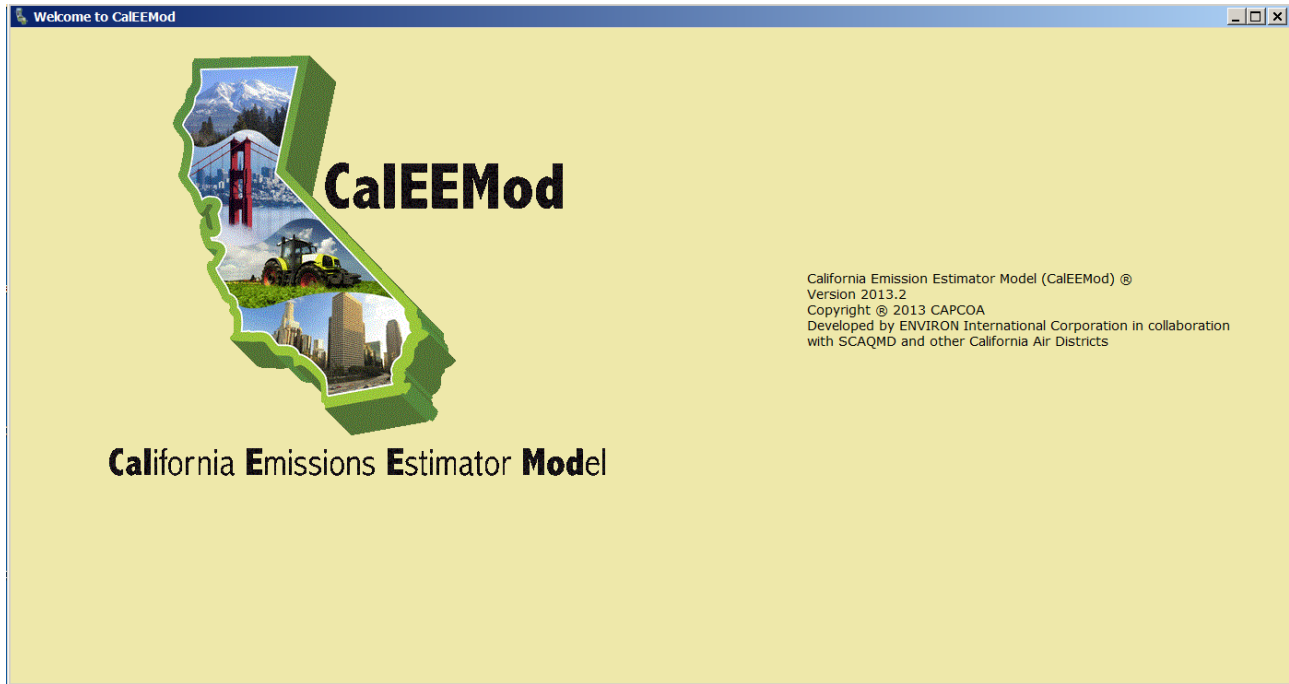 Welcome to CalEEMod
CalEEMod
California Emissions Estimator Model
California Emission Estimator Model (CalEEMod) ®
Version 2013.2
Copyright ® 2013 CAPCOA
Developed by ENVIRON International Corporation in collaboration
with SCAQMD and other California Air Districts